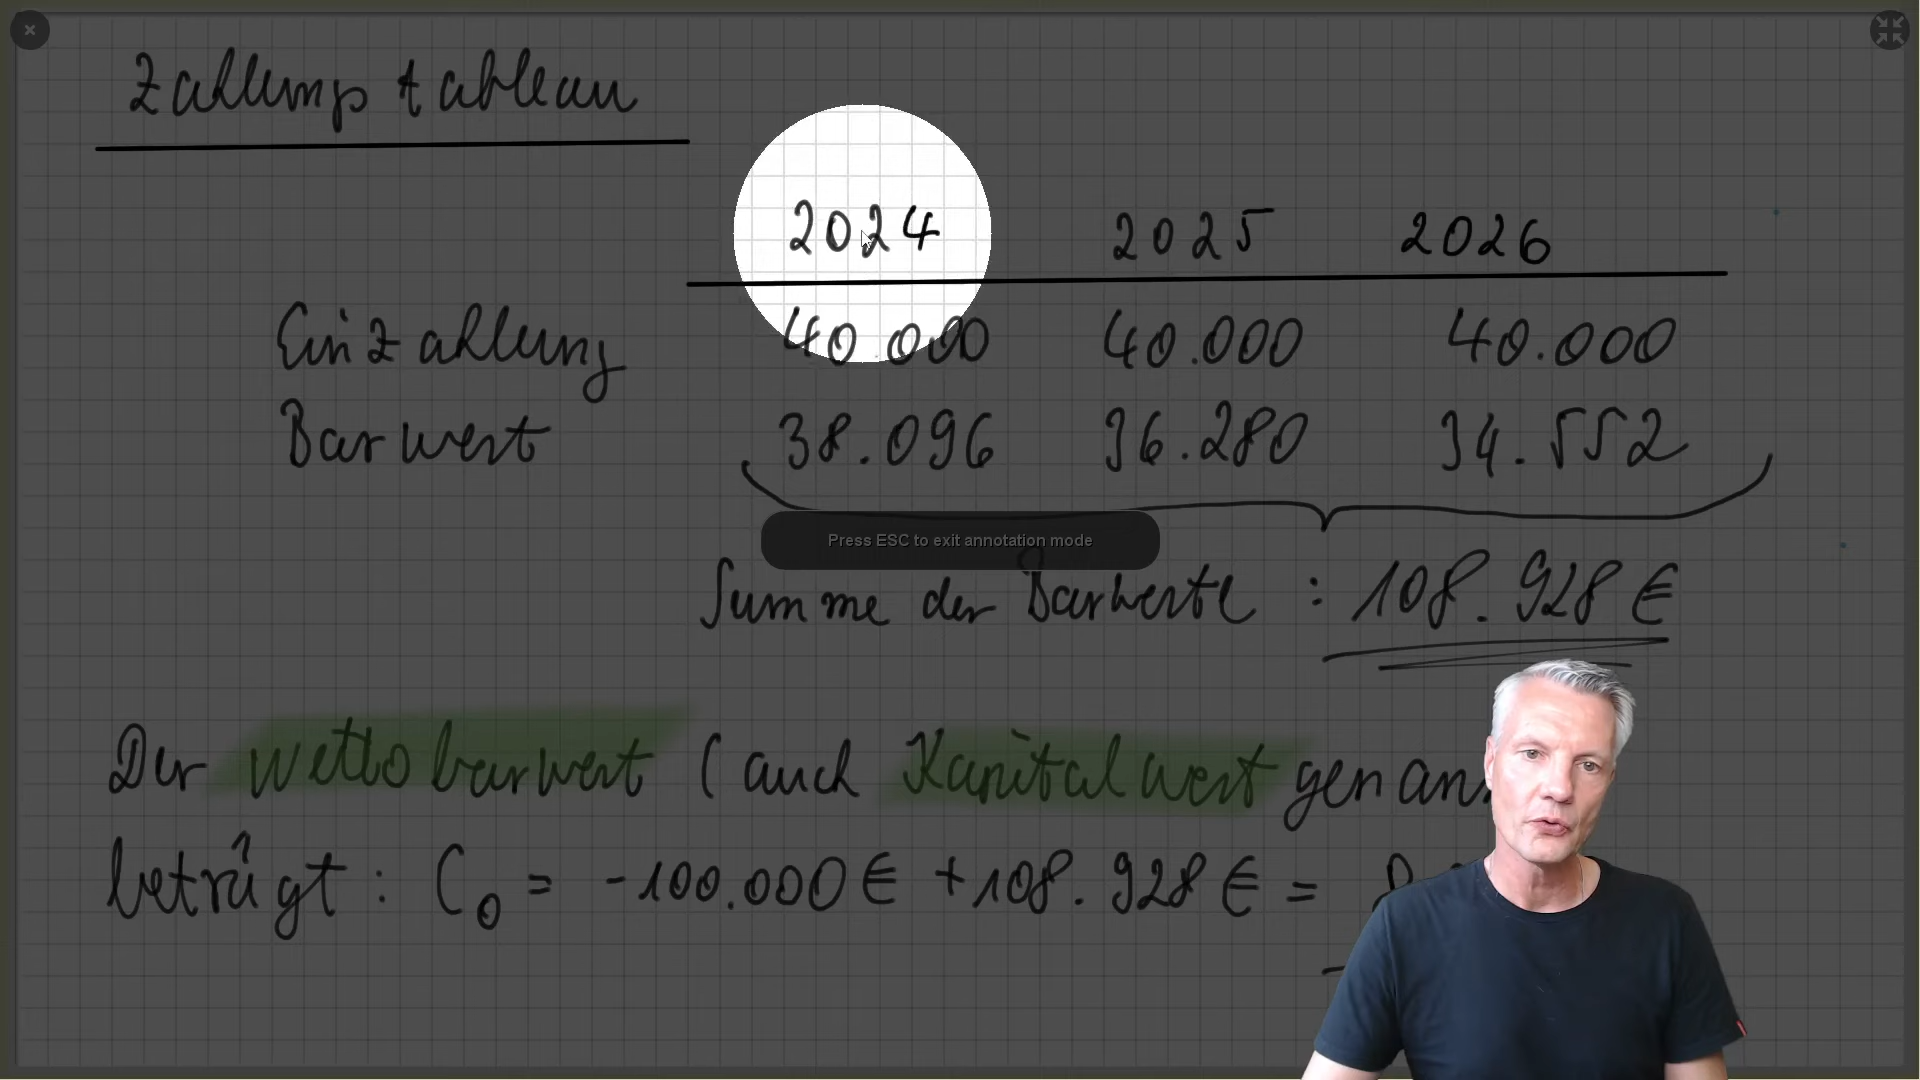 Zahlungstableau
2024 2025 2026
Einzahlung 40.000 40.000 40.000
Barwert 38.096 36.280 34.552
Press ESC to exit annotation mode
Summe der Barwerte : 108.928 €
Der Nettobarwert ( auch Kapitalwert genan
beträgt : C0 = -100.000 € + 108.928 € = 8